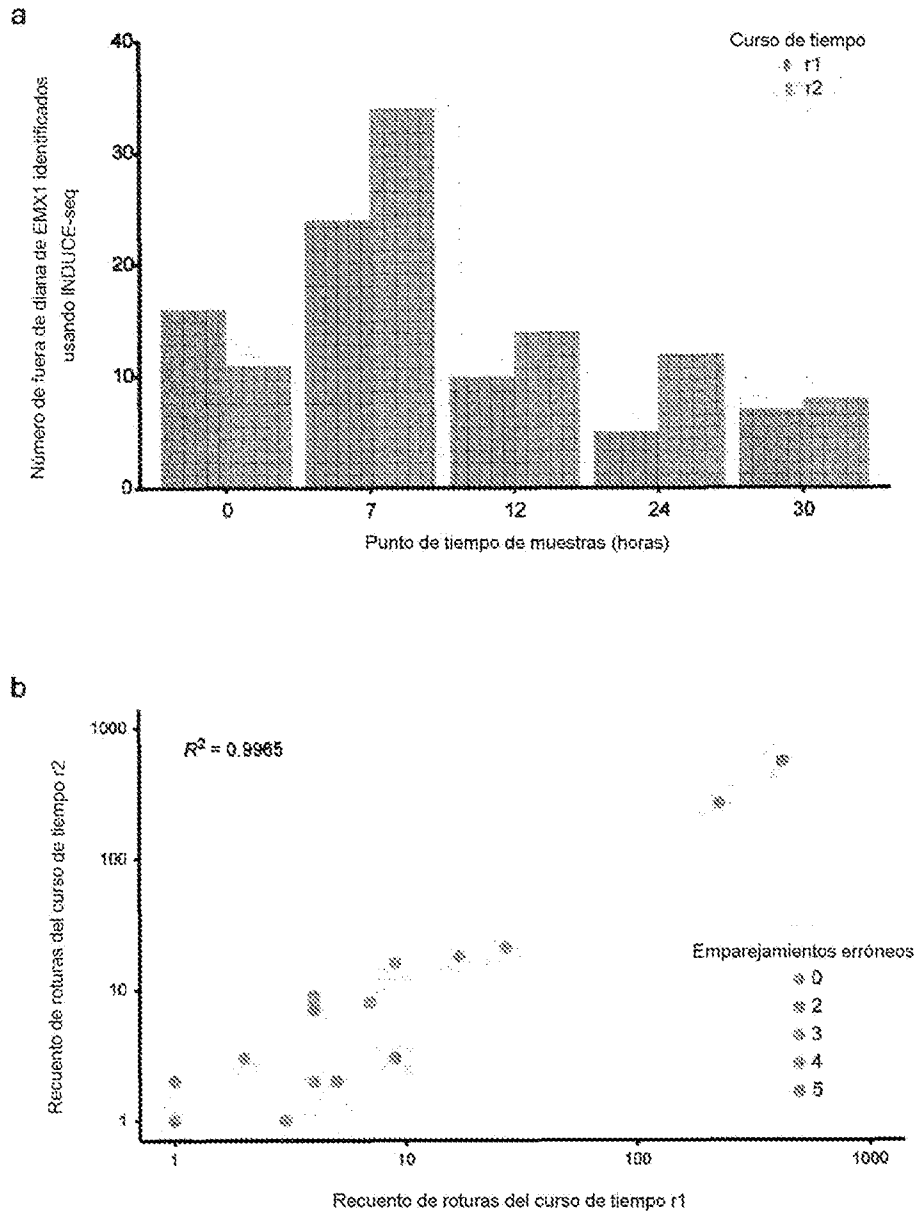 a
Número de fuera de diana de EMX1 identificados
usando INDUCE-seq
40
30
20
10
0
Curso de tiempo
r1
r2
0 7 12 24 30
Punto de tiempo de muestras (horas)
b
Recuento de roturas del curso de tiempo r2
1000
100
10
1
R² = 0.9965
Emparejamientos erróneos
0
2
3
4
5
1 10 100 1000
Recuento de roturas del curso de tiempo r1